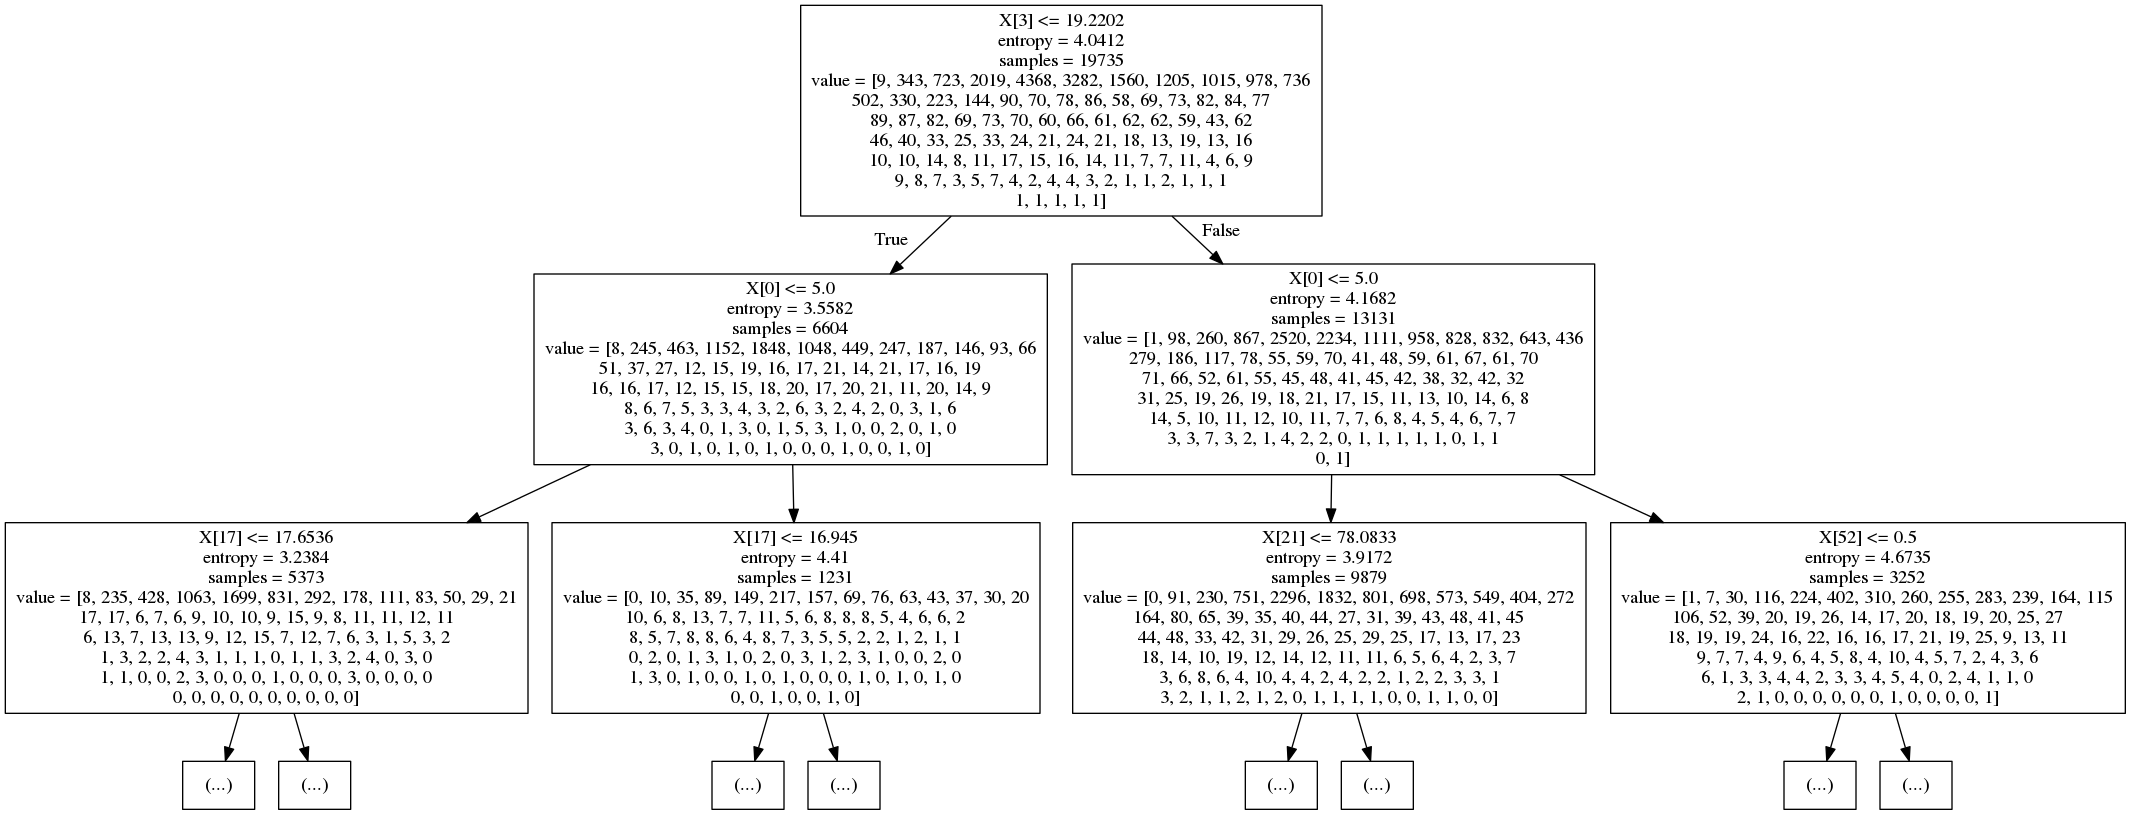 X[3] <= 19.2202
entropy = 4.0412
samples = 19735
value = [9, 343, 723, 2019, 4368, 3282, 1560, 1205, 1015, 978, 736
502, 330, 223, 144, 90, 70, 78, 86, 58, 69, 73, 82, 84, 77
89, 87, 82, 69, 73, 70, 60, 66, 61, 62, 62, 59, 43, 62
46, 40, 33, 25, 33, 24, 21, 24, 21, 18, 13, 19, 13, 16
10, 10, 14, 8, 11, 17, 15, 16, 14, 11, 7, 7, 11, 4, 6, 9
9, 8, 7, 3, 5, 7, 4, 2, 4, 4, 3, 2, 1, 1, 2, 1, 1, 1
1, 1, 1, 1, 1]
True
False
X[0] <= 5.0
entropy = 3.5582
samples = 6604
value = [8, 245, 463, 1152, 1848, 1048, 449, 247, 187, 146, 93, 66
51, 37, 27, 12, 15, 19, 16, 17, 21, 14, 21, 17, 16, 19
16, 16, 17, 12, 15, 15, 18, 20, 17, 20, 21, 11, 20, 14, 9
8, 6, 7, 5, 3, 3, 4, 3, 2, 6, 3, 2, 4, 2, 0, 3, 1, 6
3, 6, 3, 4, 0, 1, 3, 0, 1, 5, 3, 1, 0, 0, 2, 0, 1, 0
3, 0, 1, 0, 1, 0, 1, 0, 0, 0, 1, 0, 0, 1, 0]
X[0] <= 5.0
entropy = 4.1682
samples = 13131
value = [1, 98, 260, 867, 2520, 2234, 1111, 958, 828, 832, 643, 436
279, 186, 117, 78, 55, 59, 70, 41, 48, 59, 61, 67, 61, 70
71, 66, 52, 61, 55, 45, 48, 41, 45, 42, 38, 32, 42, 32
31, 25, 19, 26, 19, 18, 21, 17, 15, 11, 13, 10, 14, 6, 8
14, 5, 10, 11, 12, 10, 11, 7, 7, 6, 8, 4, 5, 4, 6, 7, 7
3, 3, 7, 3, 2, 1, 4, 2, 2, 0, 1, 1, 1, 1, 1, 0, 1, 1
0, 1]
X[17] <= 17.6536
entropy = 3.2384
samples = 5373
value = [8, 235, 428, 1063, 1699, 831, 292, 178, 111, 83, 50, 29, 21
17, 17, 6, 7, 6, 9, 10, 10, 9, 15, 9, 8, 11, 11, 12, 11
6, 13, 7, 13, 13, 9, 12, 15, 7, 12, 7, 6, 3, 1, 5, 3, 2
1, 3, 2, 2, 4, 3, 1, 1, 1, 0, 1, 1, 3, 2, 4, 0, 3, 0
1, 1, 0, 0, 2, 3, 0, 0, 0, 1, 0, 0, 0, 3, 0, 0, 0, 0
0, 0, 0, 0, 0, 0, 0, 0, 0, 0]
X[17] <= 16.945
entropy = 4.41
samples = 1231
value = [0, 10, 35, 89, 149, 217, 157, 69, 76, 63, 43, 37, 30, 20
10, 6, 8, 13, 7, 7, 11, 5, 6, 8, 8, 8, 5, 4, 6, 6, 2
8, 5, 7, 8, 8, 6, 4, 8, 7, 3, 5, 5, 2, 2, 1, 2, 1, 1
0, 2, 0, 1, 3, 1, 0, 2, 0, 3, 1, 2, 3, 1, 0, 0, 2, 0
1, 3, 0, 1, 0, 0, 1, 0, 1, 0, 0, 0, 1, 0, 1, 0, 1, 0
0, 0, 1, 0, 0, 1, 0]
X[21] <= 78.0833
entropy = 3.9172
samples = 9879
value = [0, 91, 230, 751, 2296, 1832, 801, 698, 573, 549, 404, 272
164, 80, 65, 39, 35, 40, 44, 27, 31, 39, 43, 48, 41, 45
44, 48, 33, 42, 31, 29, 26, 25, 29, 25, 17, 13, 17, 23
18, 14, 10, 19, 12, 14, 12, 11, 11, 6, 5, 6, 4, 2, 3, 7
3, 6, 8, 6, 4, 10, 4, 4, 2, 4, 2, 2, 1, 2, 2, 3, 3, 1
3, 2, 1, 1, 2, 1, 2, 0, 1, 1, 1, 1, 0, 0, 1, 1, 0, 0]
X[52] <= 0.5
entropy = 4.6735
samples = 3252
value = [1, 7, 30, 116, 224, 402, 310, 260, 255, 283, 239, 164, 115
106, 52, 39, 20, 19, 26, 14, 17, 20, 18, 19, 20, 25, 27
18, 19, 19, 24, 16, 22, 16, 16, 17, 21, 19, 25, 9, 13, 11
9, 7, 7, 4, 9, 6, 4, 5, 8, 4, 10, 4, 5, 7, 2, 4, 3, 6
6, 1, 3, 3, 4, 4, 2, 3, 3, 4, 5, 4, 0, 2, 4, 1, 1, 0
2, 1, 0, 0, 0, 0, 0, 0, 1, 0, 0, 0, 0, 1]
(...)
(...)
(...)
(...)
(...)
(...)
(...)
(...)